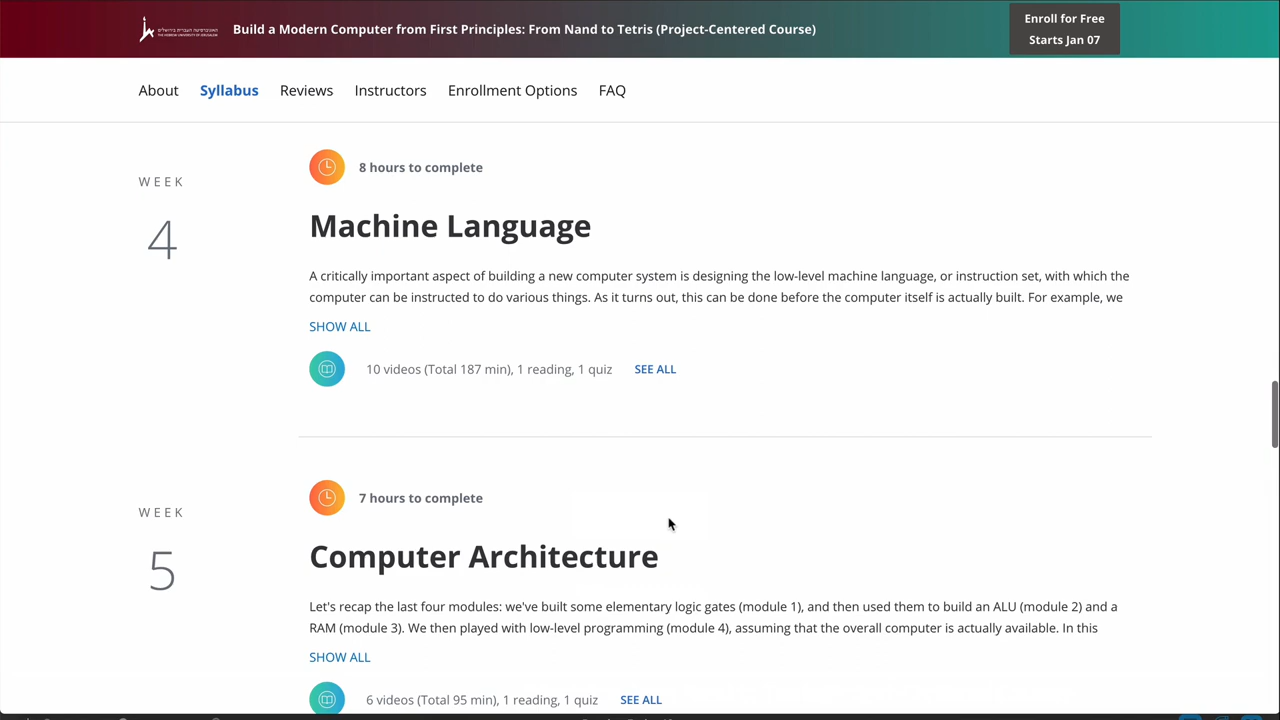 Build a Modern Computer from First Principles: From Nand to Tetris (Project-Centered Course)
Enroll for Free
Starts Jan 07
About
Syllabus
Reviews
Instructors
Enrollment Options
FAQ
WEEK
4
8 hours to complete
Machine Language
A critically important aspect of building a new computer system is designing the low-level machine language, or instruction set, with which the
computer can be instructed to do various things. As it turns out, this can be done before the computer itself is actually built. For example, we
SHOW ALL
10 videos (Total 187 min), 1 reading, 1 quiz
SEE ALL
WEEK
5
7 hours to complete
Computer Architecture
Let's recap the last four modules: we've built some elementary logic gates (module 1), and then used them to build an ALU (module 2) and a
RAM (module 3). We then played with low-level programming (module 4), assuming that the overall computer is actually available. In this
SHOW ALL
6 videos (Total 95 min), 1 reading, 1 quiz
SEE ALL